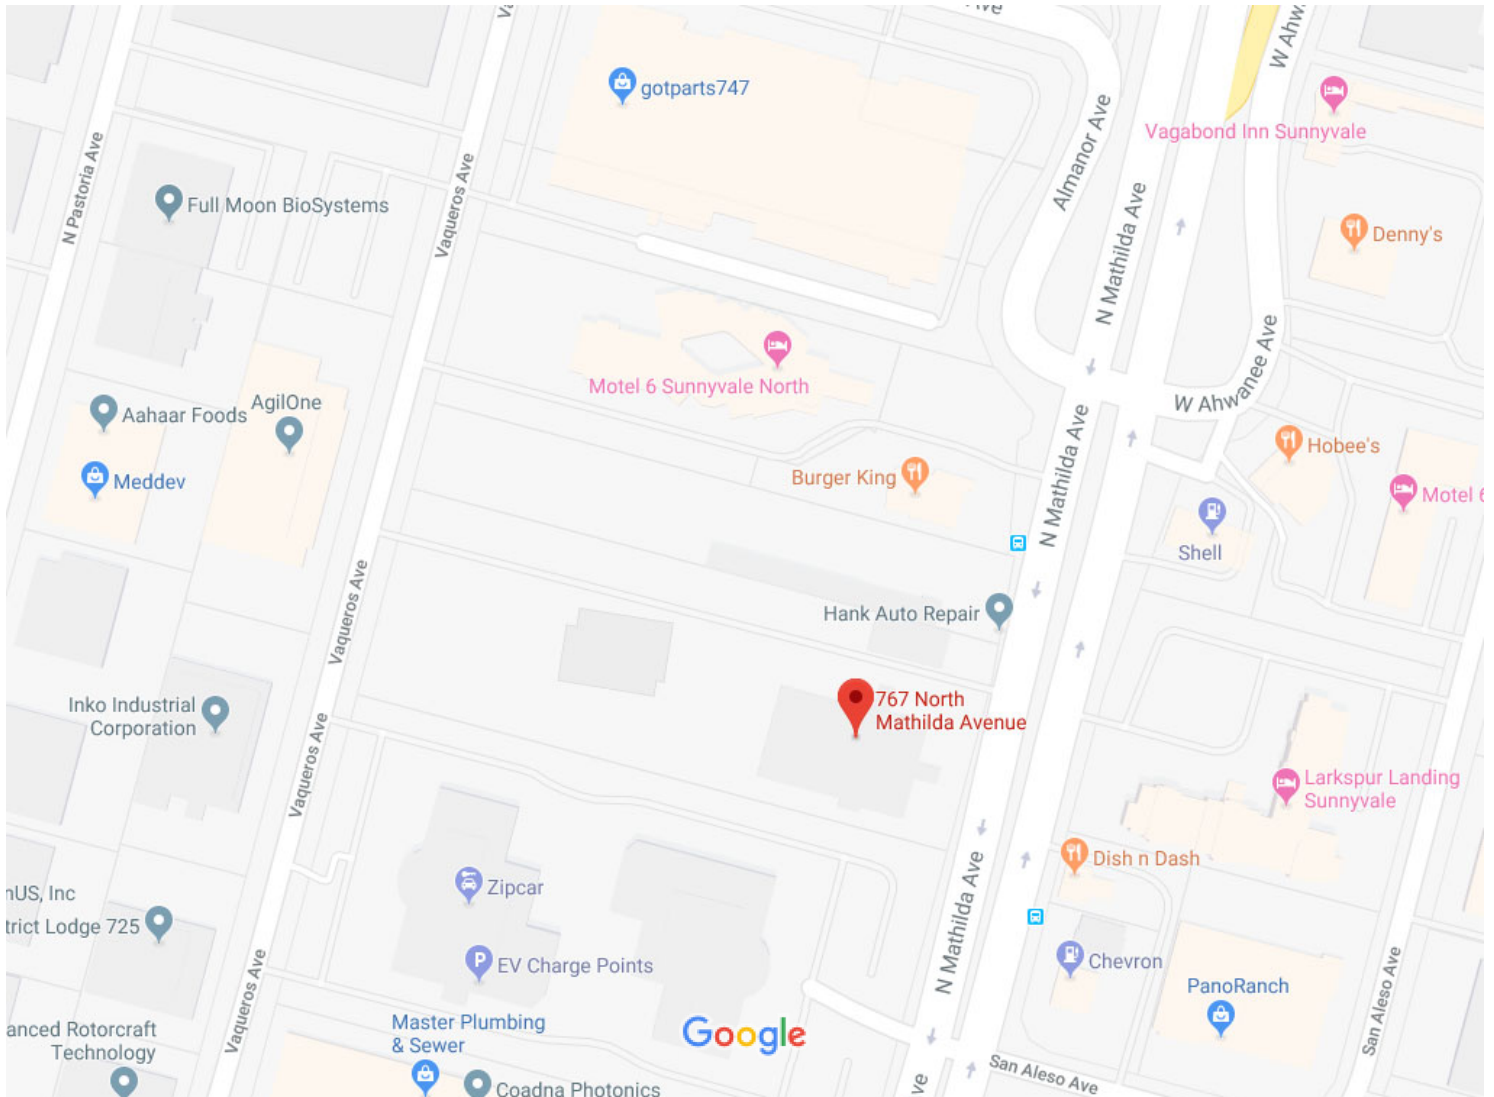 Ave
W Ahw
gotparts747
Vagabond Inn Sunnyvale
Almanor Ave
N Pastoria Ave
Vaqueros Ave
Full Moon BioSystems
N Mathilda Ave
Denny's
Motel 6 Sunnyvale North
W Ahwanee Ave
AgilOne
Aahaar Foods
Hobee's
Burger King
Meddev
N Mathilda Ave
Motel 6
Shell
Vaqueros Ave
Hank Auto Repair
767 North
Mathilda Avenue
Inko Industrial
Corporation
Vaqueros Ave
Larkspur Landing
Sunnyvale
Dish n Dash
Zipcar
nUS, Inc
trict Lodge 725
N Mathilda Ave
EV Charge Points
Chevron
PanoRanch
Vaqueros Ave
San Aleso Ave
Master Plumbing
& Sewer
Google
anced Rotorcraft
Technology
San Aleso Ave
Coadna Photonics
ve